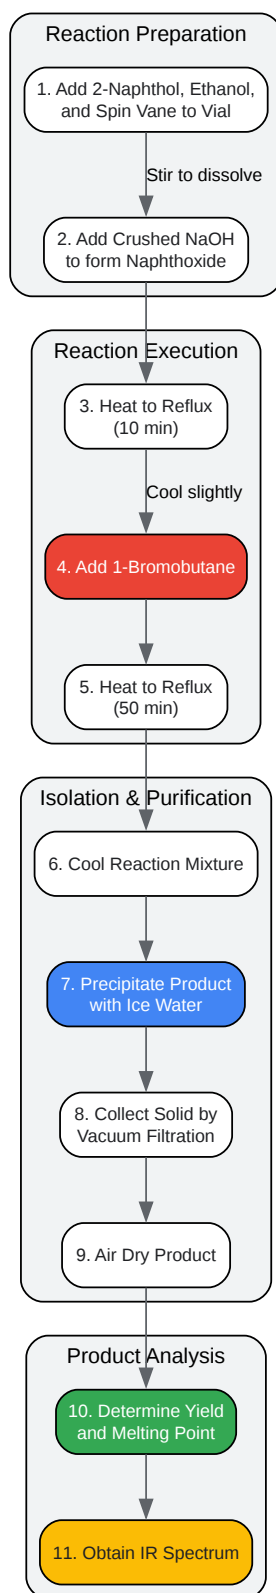 Reaction Preparation
1. Add 2-Naphthol, Ethanol,
and Spin Vane to Vial
Stir to dissolve
2. Add Crushed NaOH
to form Naphthoxide
Reaction Execution
3. Heat to Reflux
(10 min)
Cool slightly
4. Add 1-Bromobutane
5. Heat to Reflux
(50 min)
Isolation & Purification
6. Cool Reaction Mixture
7. Precipitate Product
with Ice Water
8. Collect Solid by
Vacuum Filtration
9. Air Dry Product
Product Analysis
10. Determine Yield
and Melting Point
11. Obtain IR Spectrum